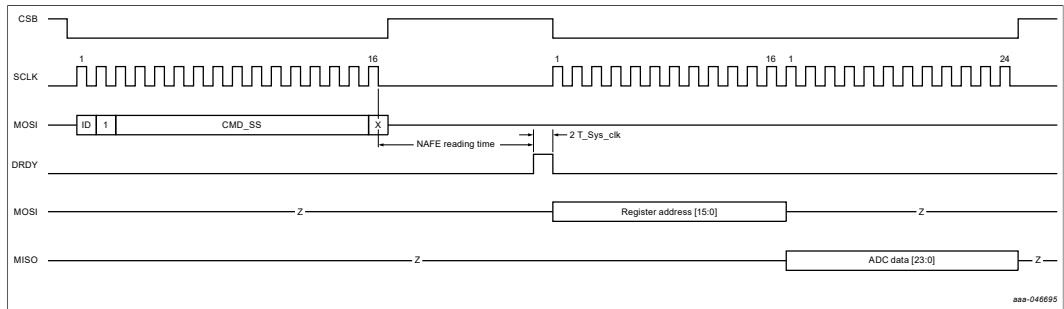 CSB
1 16 1 16 1 24
SCLK
MOSI ID 1 CMD_SS X
NAFE reading time
2 T_Sys_clk
DRDY
MOSI Z Register address [15:0] Z
MISO Z ADC data [23:0] Z
aaa-046695